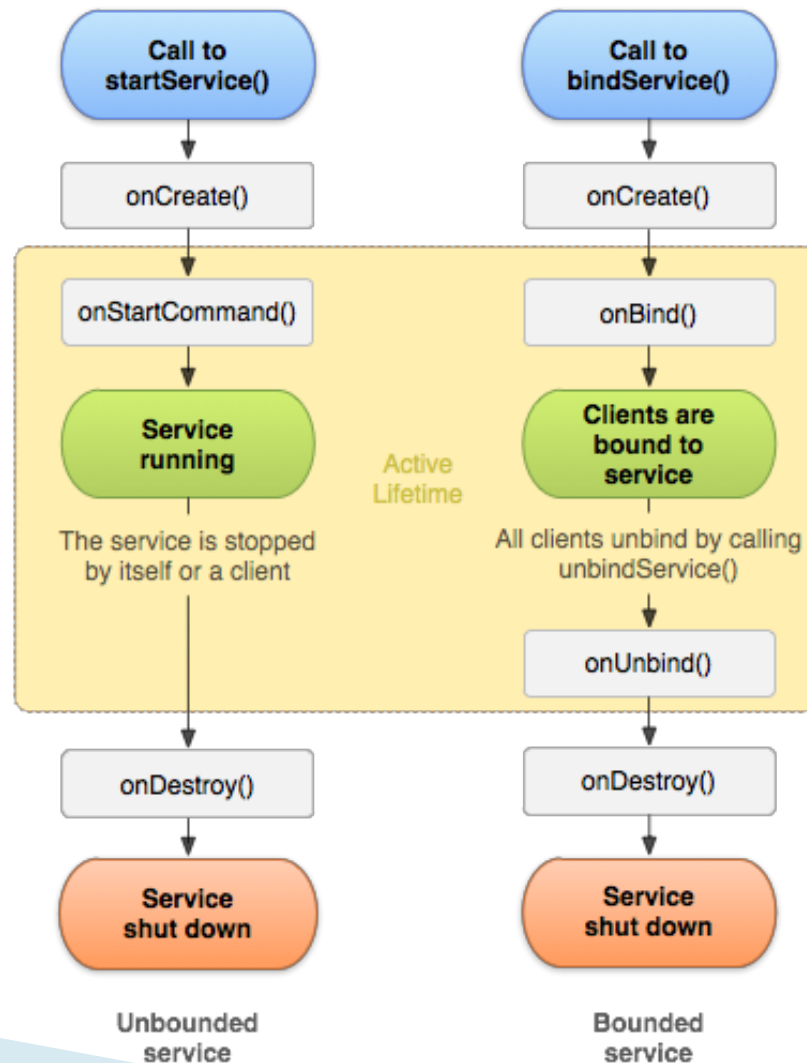 Call to
startService()
onCreate()
onStartCommand()
Service
running
The service is stopped
by itself or a client
onDestroy()
Service
shut down
Unbounded
service
Active
Lifetime
Call to
bindService()
onCreate()
onBind()
Clients are
bound to
service
All clients unbind by calling
unbindService()
onUnbind()
onDestroy()
Service
shut down
Bounded
service